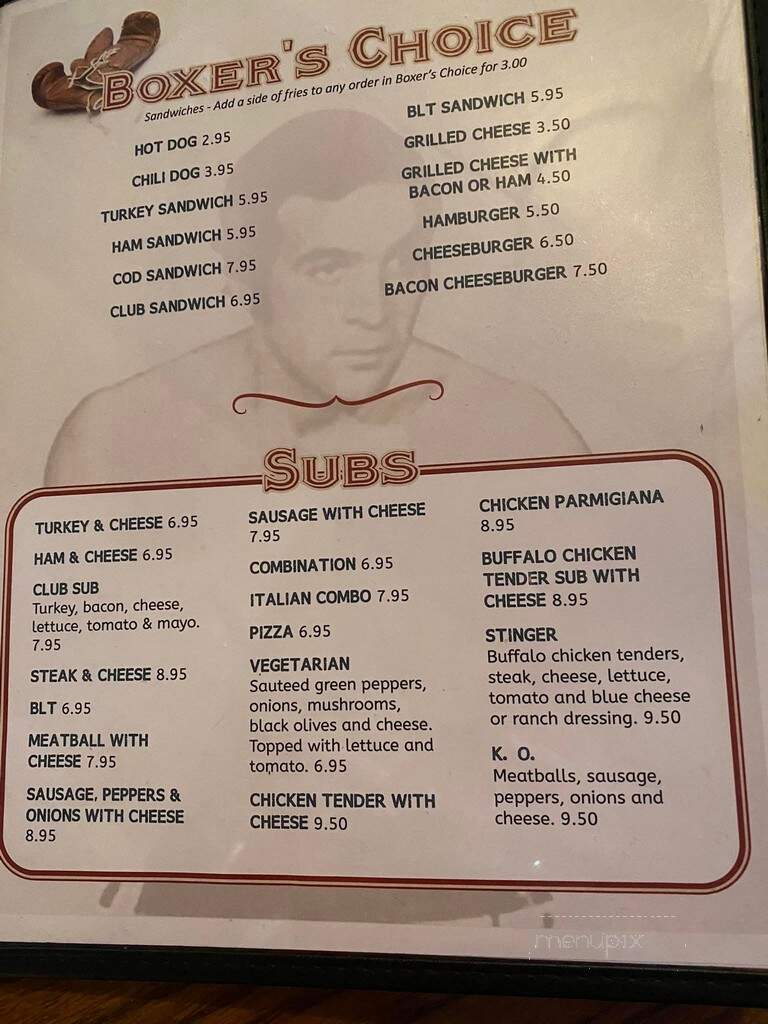 BOXER'S CHOICE
Sandwiches - Add a side of fries to any order in Boxer's Choice for 3.00
HOT DOG 2.95
CHILI DOG 3.95
TURKEY SANDWICH 5.95
HAM SANDWICH 5.95
COD SANDWICH 7.95
CLUB SANDWICH 6.95
BLT SANDWICH 5.95
GRILLED CHEESE 3.50
GRILLED CHEESE WITH
BACON OR HAM 4.50
HAMBURGER 5.50
CHEESEBURGER 6.50
BACON CHEESEBURGER 7.50
SUBS
TURKEY & CHEESE 6.95
HAM & CHEESE 6.95
CLUB SUB
Turkey, bacon, cheese,
lettuce, tomato & mayo.
7.95
STEAK & CHEESE 8.95
BLT 6.95
MEATBALL WITH
CHEESE 7.95
SAUSAGE, PEPPERS &
ONIONS WITH CHEESE
8.95
SAUSAGE WITH CHEESE
7.95
COMBINATION 6.95
ITALIAN COMBO 7.95
PIZZA 6.95
VEGETARIAN
Sauteed green peppers,
onions, mushrooms,
black olives and cheese.
Topped with lettuce and
tomato. 6.95
CHICKEN TENDER WITH
CHEESE 9.50
CHICKEN PARMIGIANA
8.95
BUFFALO CHICKEN
TENDER SUB WITH
CHEESE 8.95
STINGER
Buffalo chicken tenders,
steak, cheese, lettuce,
tomato and blue cheese
or ranch dressing. 9.50
K. O.
Meatballs, sausage,
peppers, onions and
cheese. 9.50
menupix